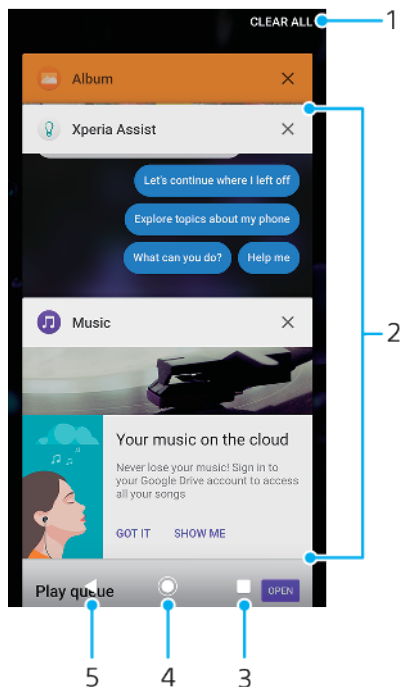 CLEAR ALL
1
Album
Xperia Assist
Let's continue where I left off
Explore topics about my phone
What can you do?
Help me
2
Music
Your music on the cloud
Never lose your music! Sign in to
your Google Drive account to access
all your songs
GOT IT
SHOW ME
Play queue
OPEN
5
4
3